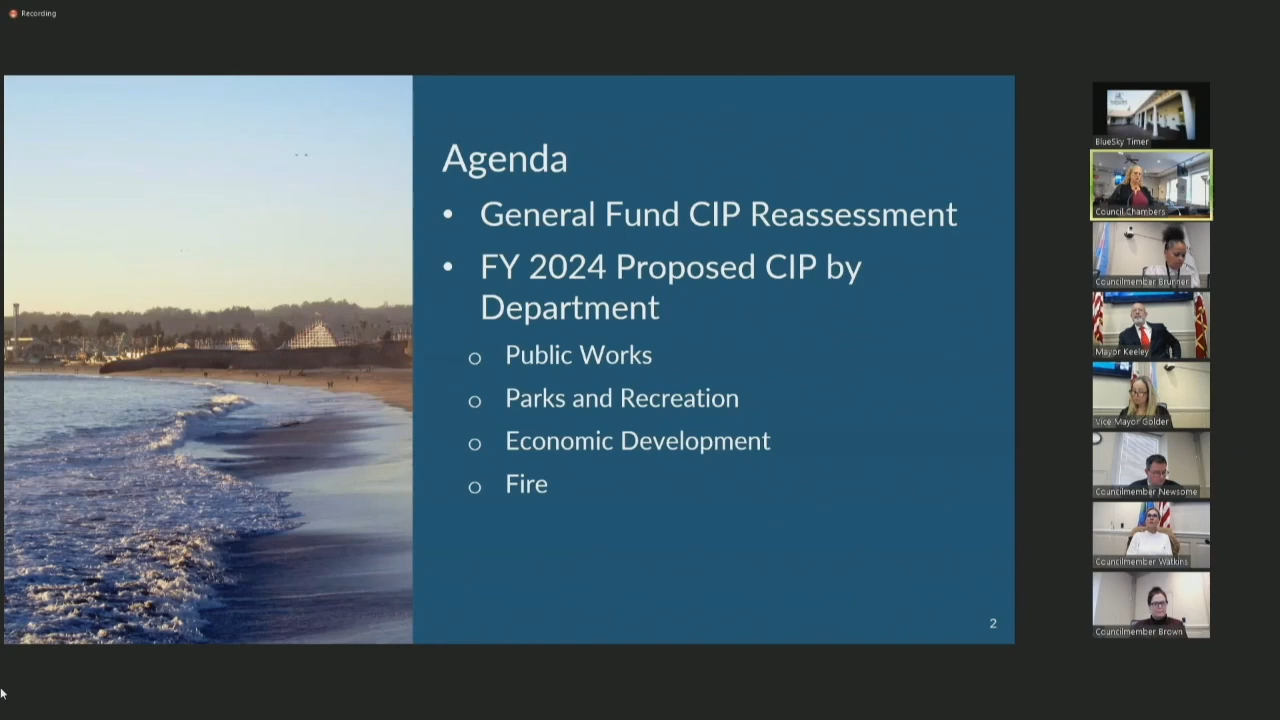 Recording
Agenda
• General Fund CIP Reassessment
• FY 2024 Proposed CIP by
Department
o Public Works
o Parks and Recreation
o Economic Development
o Fire
2
BlueSky Timer
Council Chambers
Councilmember Brunner
Mayor Keeley
Vice Mayor Golder
Councilmember Newsome
Councilmember Watkins
Councilmember Brown